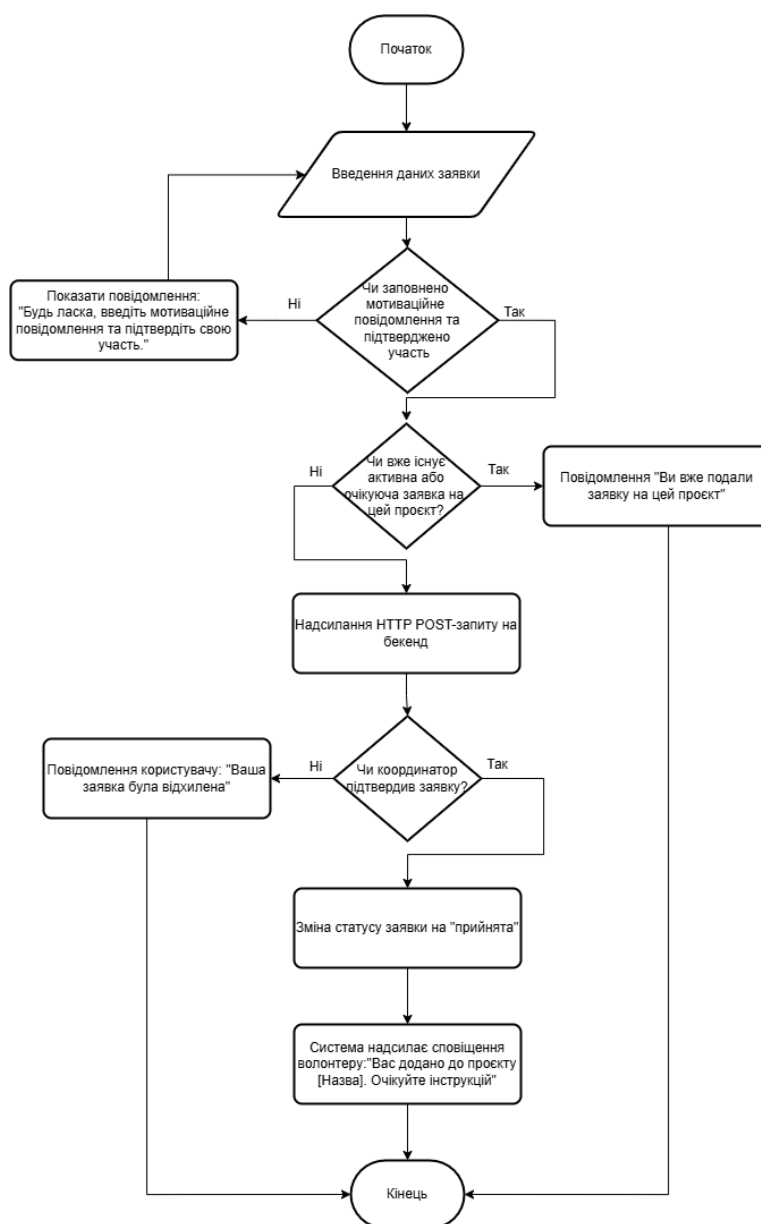 Початок
Введення даних заявки
Чи заповнено
мотиваційне
повідомлення та
підтверджено
участь
Ні
Так
Показати повідомлення:
"Будь ласка, введіть мотиваційне
повідомлення та підтвердіть свою
участь."
Чи вже існує
активна або
очікуюча заявка на
цей проєкт?
Ні
Так
Повідомлення "Ви вже подали
заявку на цей проєкт"
Надсилання HTTP POST-запиту на
бекенд
Чи координатор
підтвердив заявку?
Ні
Так
Повідомлення користувачу: "Ваша
заявка була відхилена"
Зміна статусу заявки на "прийнята"
Система надсилає сповіщення
волонтеру:"Вас додано до проєкту
[Назва]. Очікуйте інструкцій"
Кінець